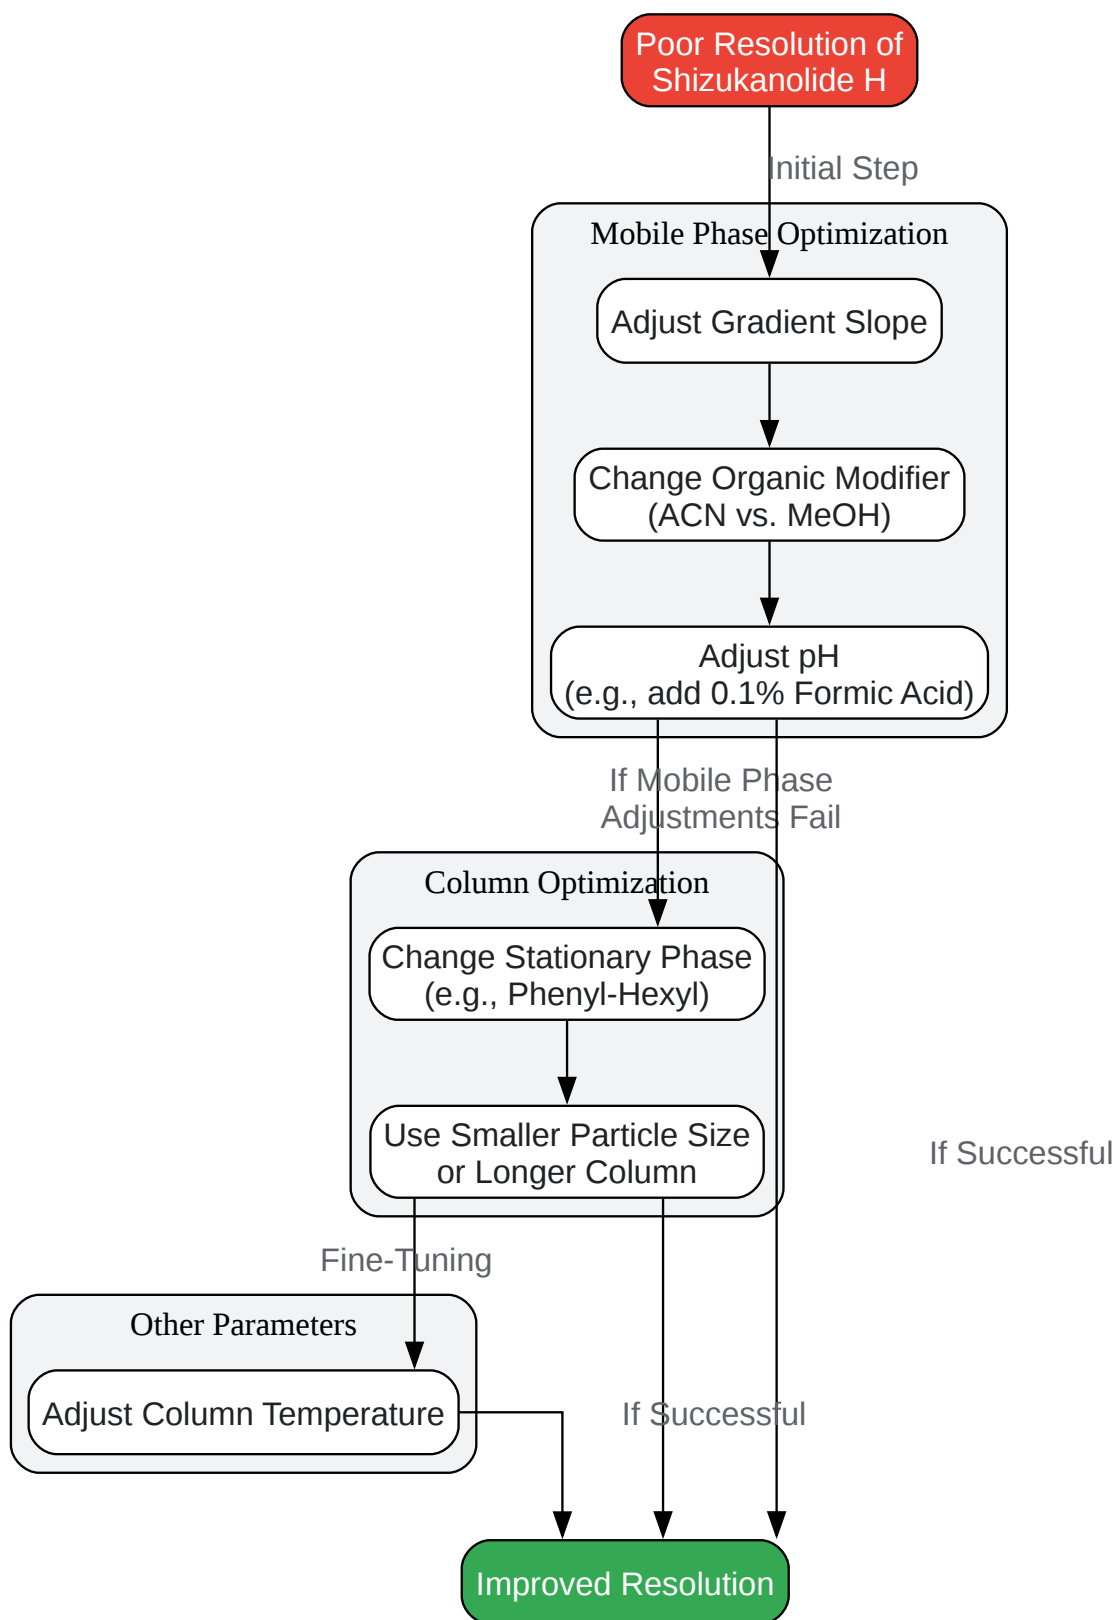 Poor Resolution of
Shizukanolide H
Initial Step
Mobile Phase Optimization
Adjust Gradient Slope
Change Organic Modifier
(ACN vs. MeOH)
Adjust pH
(e.g., add 0.1% Formic Acid)
If Mobile Phase
Adjustments Fail
Column Optimization
Change Stationary Phase
(e.g., Phenyl-Hexyl)
Use Smaller Particle Size
or Longer Column
If Successful
Fine-Tuning
Other Parameters
Adjust Column Temperature
If Successful
Improved Resolution